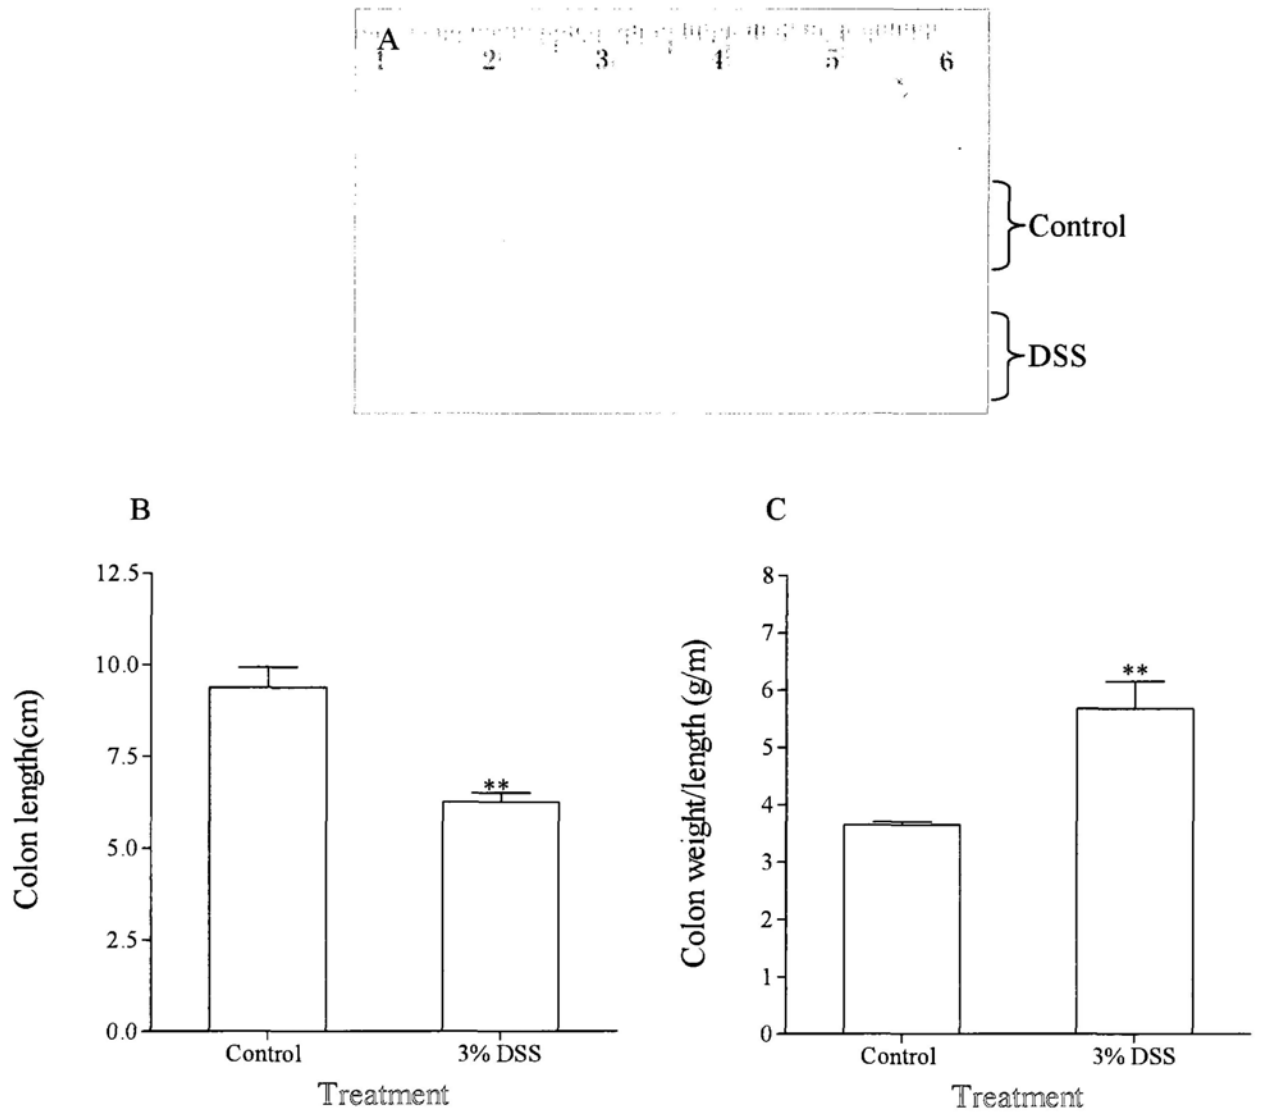 A
1 2 3 4 5 6
Control
DSS
B
12.5
10.0
7.5
5.0
2.5
0.0
Colon length(cm)
**
Control 3% DSS
Treatment
C
8
7
6
5
4
3
2
1
0
Colon weight/length (g/m)
**
Control 3% DSS
Treatment